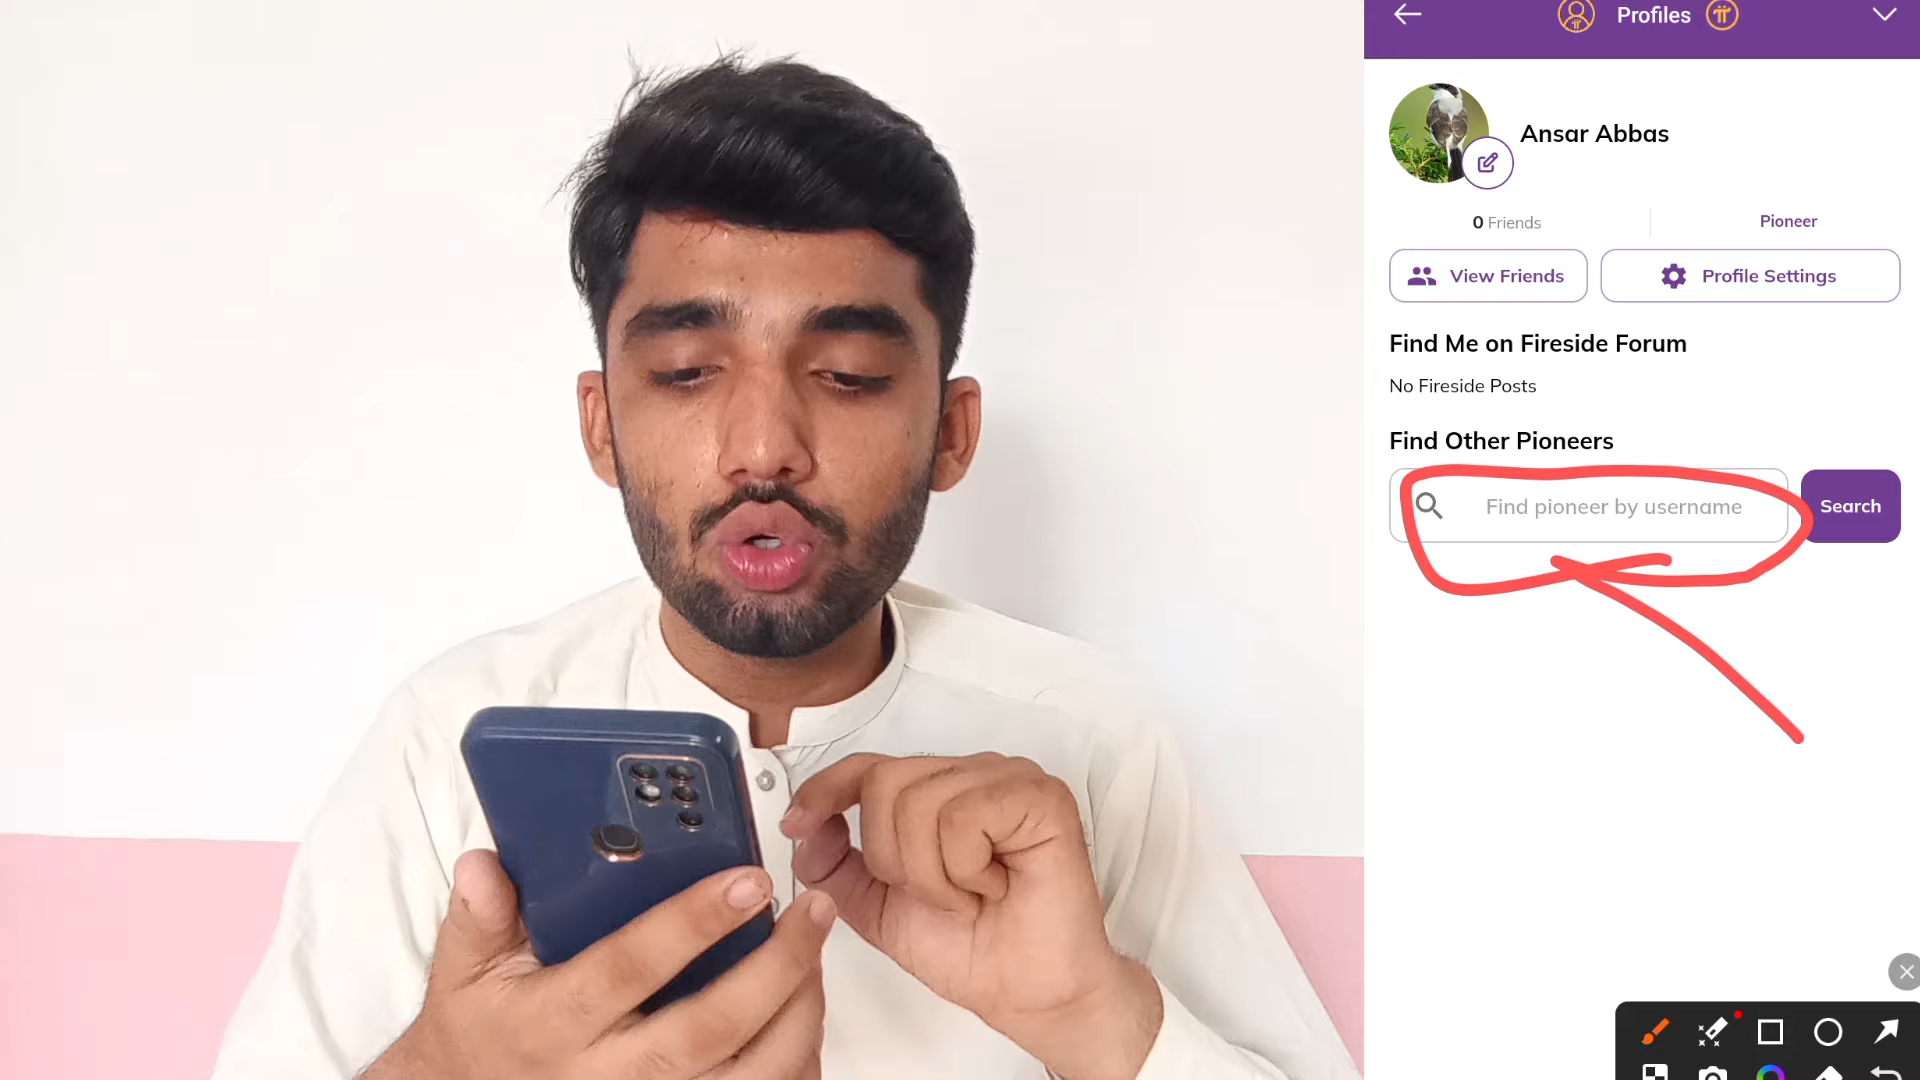 Profiles
Ansar Abbas
0 Friends
Pioneer
View Friends
Profile Settings
Find Me on Fireside Forum
No Fireside Posts
Find Other Pioneers
Find pioneer by username
Search